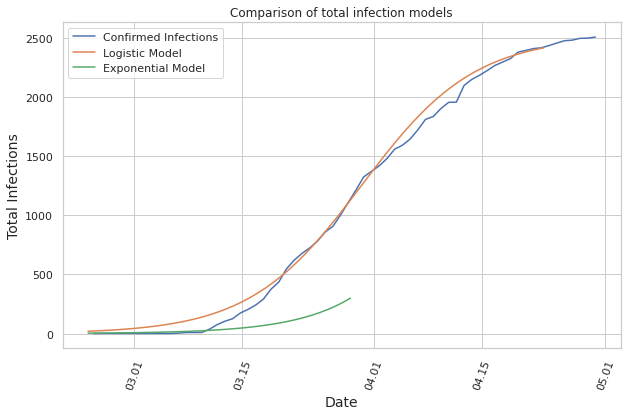 Comparison of total infection models
Confirmed Infections
Logistic Model
Exponential Model
Total Infections
2500
2000
1500
1000
500
0
03.01
03.15
04.01
04.15
05.01
Date